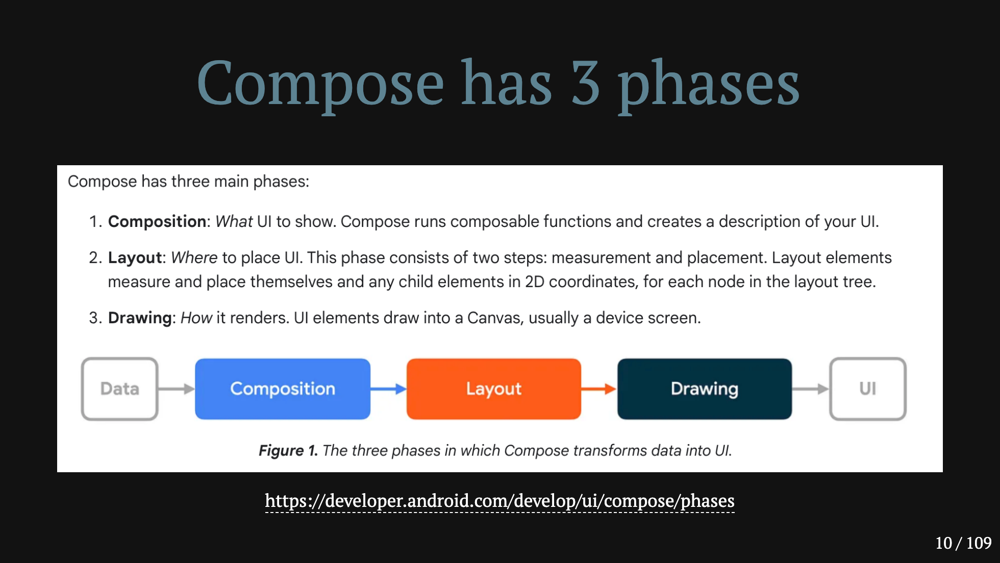 Compose has 3 phases
Compose has three main phases:
1. Composition: What UI to show. Compose runs composable functions and creates a description of your UI.
2. Layout: Where to place UI. This phase consists of two steps: measurement and placement. Layout elements
measure and place themselves and any child elements in 2D coordinates, for each node in the layout tree.
3. Drawing: How it renders. UI elements draw into a Canvas, usually a device screen.
Data
Composition
Layout
Drawing
UI
Figure 1. The three phases in which Compose transforms data into UI.
https://developer.android.com/develop/ui/compose/phases
10 / 109